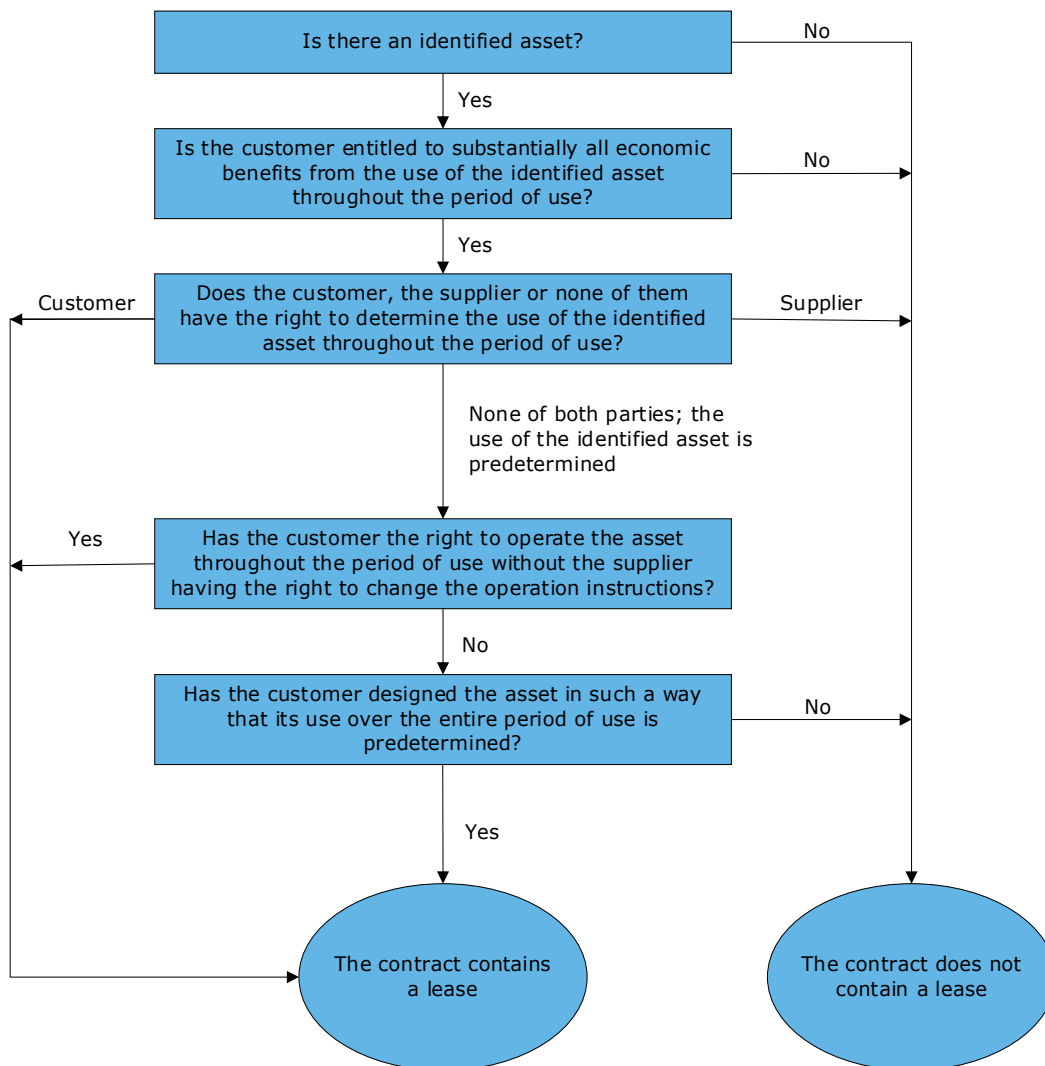 Is there an identified asset?
No
Yes
Is the customer entitled to substantially all economic
benefits from the use of the identified asset
throughout the period of use?
No
Yes
Customer
Does the customer, the supplier or none of them
have the right to determine the use of the identified
asset throughout the period of use?
Supplier
None of both parties; the
use of the identified asset is
predetermined
Yes
Has the customer the right to operate the asset
throughout the period of use without the supplier
having the right to change the operation instructions?
No
Has the customer designed the asset in such a way
that its use over the entire period of use is
predetermined?
No
Yes
The contract contains
a lease
The contract does not
contain a lease